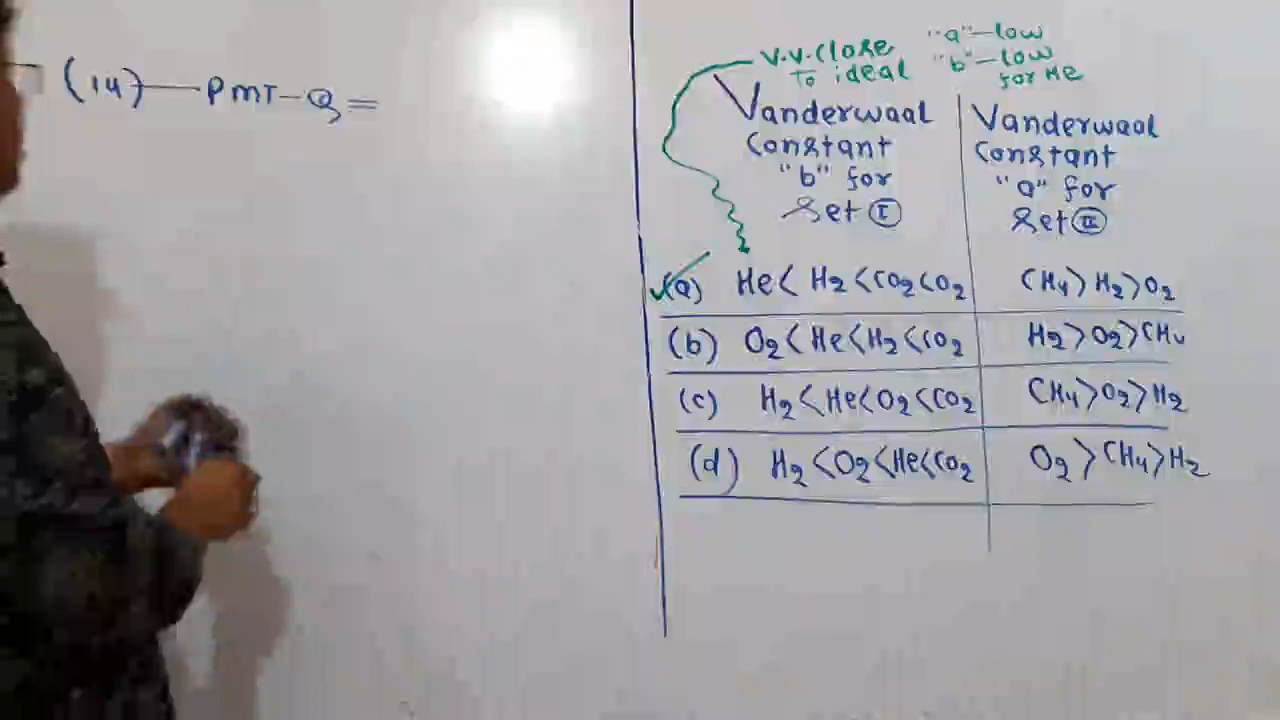 (14) — PMT-Q =
V.V. Close
To ideal
"a" - low
"b" - low
for He
Vanderwaal
Constant
"b" for
Set I
Vanderwaal
Constant
"a" for
Set II
(a) He < H2 < CO2 < O2 CH4 > H2 > O2
(b) O2 < He < H2 < CO2 H2 > O2 > CH4
(c) H2 < He < O2 < CO2 CH4 > O2 > H2
(d) H2 < O2 < He < CO2 O2 > CH4 > H2